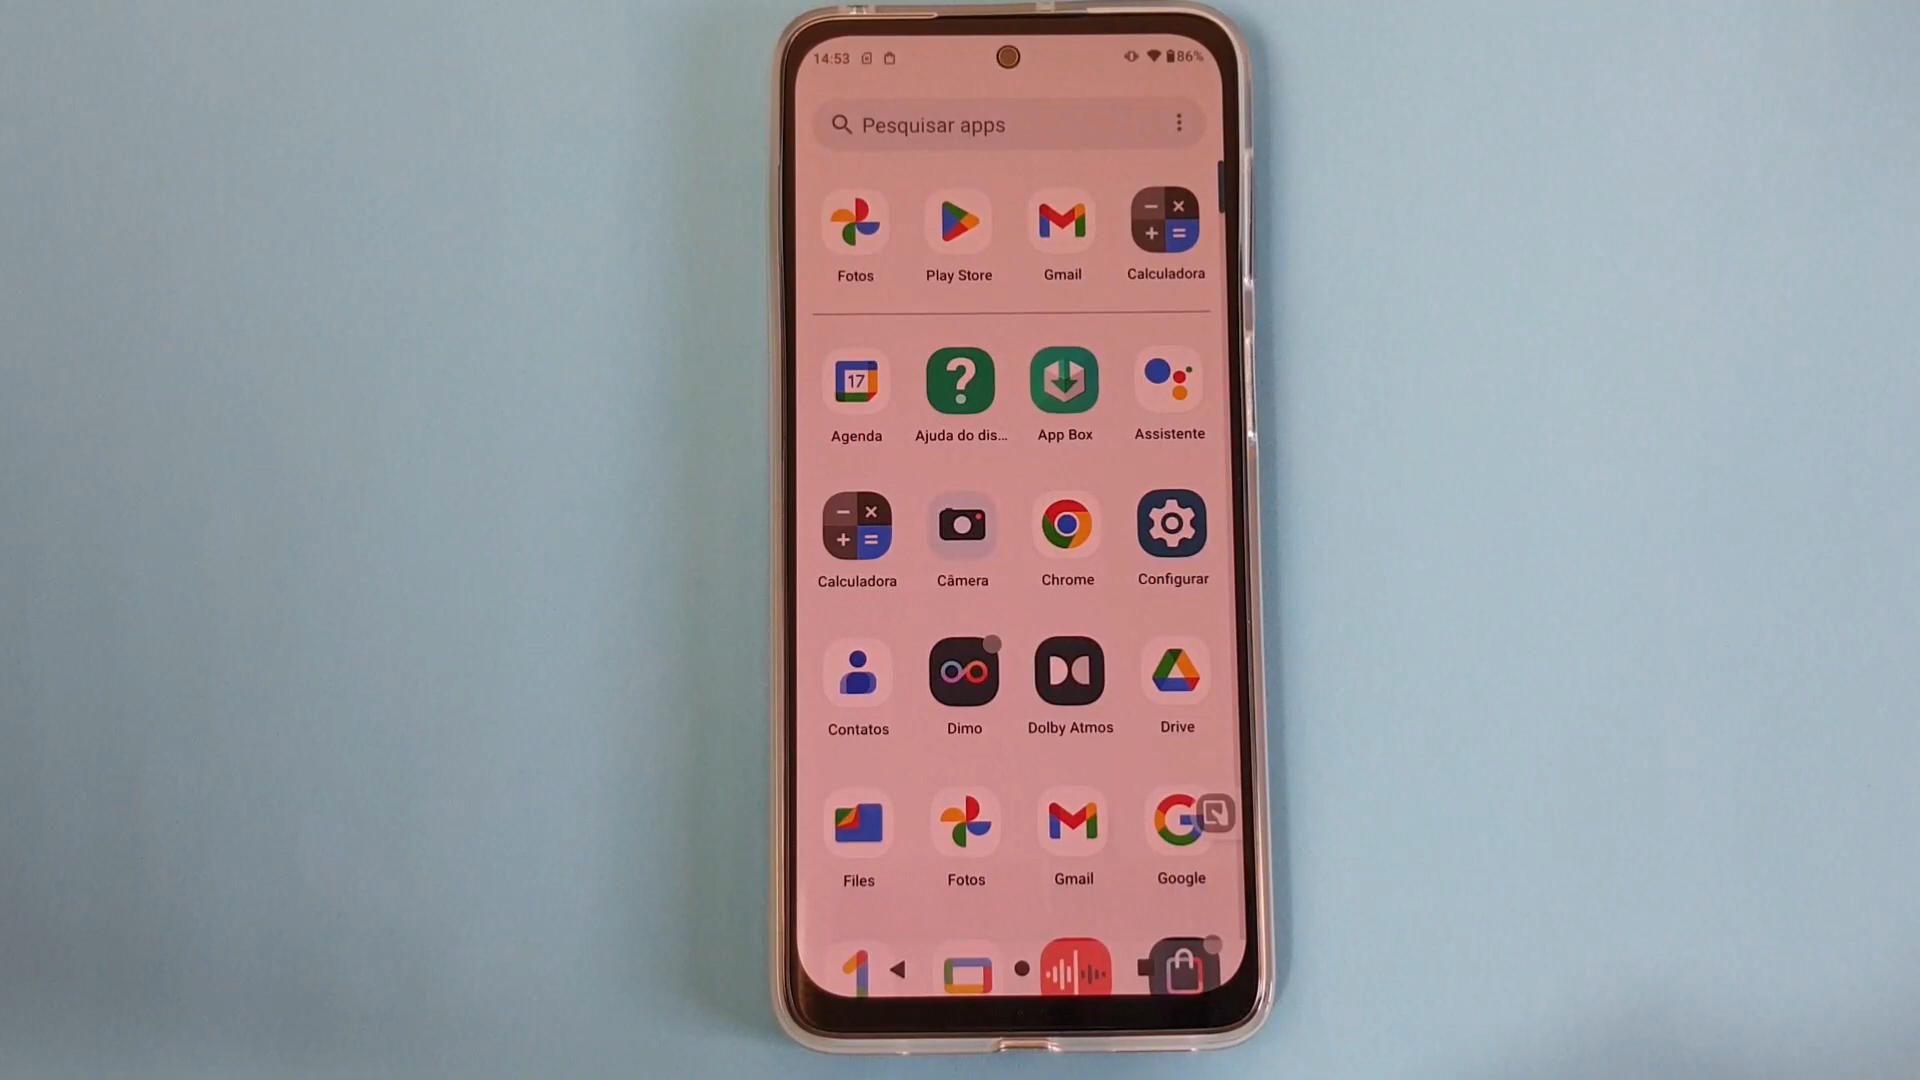 14:53 86%
Pesquisar apps
Fotos Play Store Gmail Calculadora
17
Agenda Ajuda do dis... App Box Assistente
Calculadora Câmera Chrome Configurar
Contatos Dimo Dolby Atmos Drive
Files Fotos Gmail Google